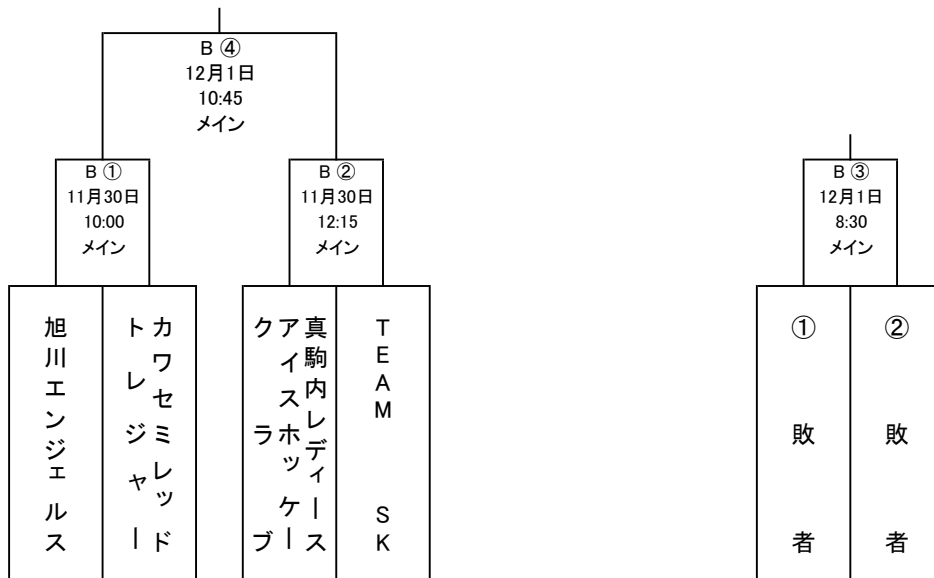 B ④
12月1日
10:45
メイン
B ①
11月30日
10:00
メイン
B ②
11月30日
12:15
メイン
B ③
12月1日
8:30
メイン
旭川エンジェルス
カワセミレッド
トレジャー
真駒内レディース
アイスホッケー
クラブ
TEAM SK
①敗者
②敗者